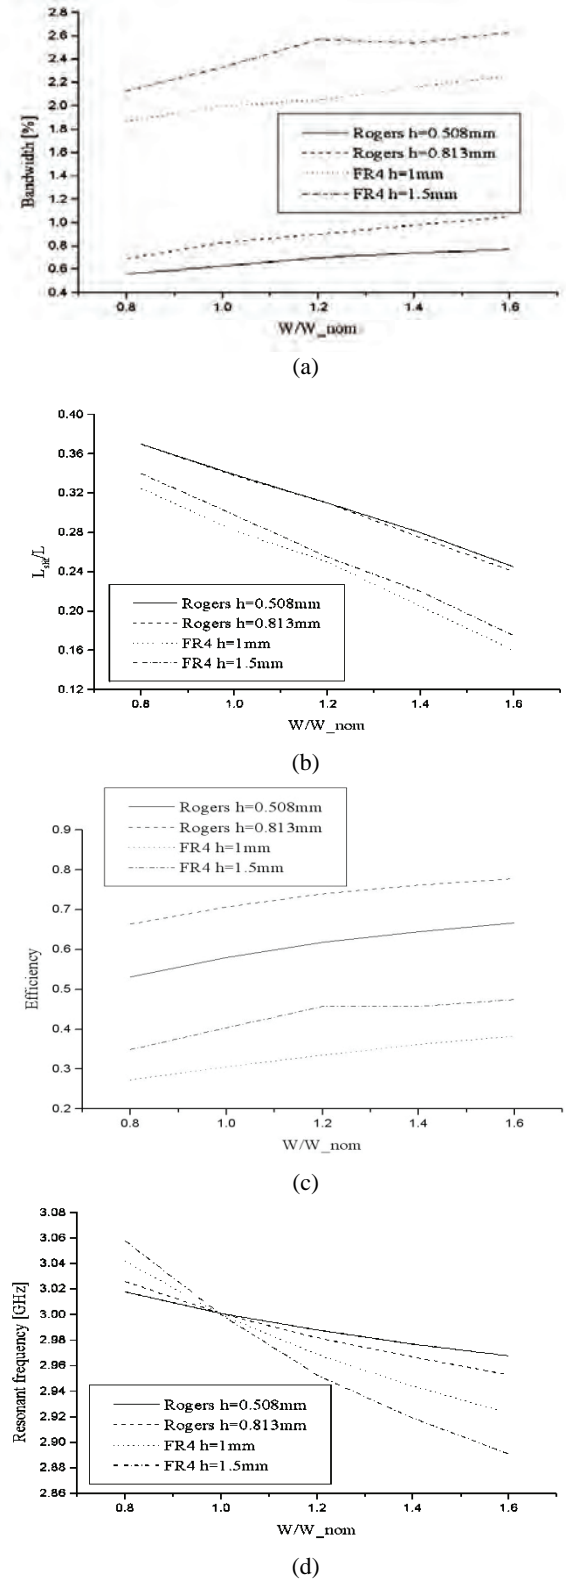 2.8
2.6
2.4
2.2
2.0
1.8
1.6
1.4
1.2
1.0
0.8
0.6
0.4
Bandwidth [%]
Rogers h=0.508mm
Rogers h=0.813mm
FR4 h=1mm
FR4 h=1.5mm
0.8 1.0 1.2 1.4 1.6
W/W_nom
(a)
0.40
0.36
0.32
0.28
0.24
0.20
0.16
0.12
Rogers h=0.508mm
Rogers h=0.813mm
FR4 h=1mm
FR4 h=1.5mm
0.8 1.0 1.2 1.4 1.6
W/W_nom
(b)
Rogers h=0.508mm
Rogers h=0.813mm
FR4 h=1mm
FR4 h=1.5mm
0.9
0.8
0.7
0.6
0.5
0.4
0.3
0.2
Efficiency
0.8 1.0 1.2 1.4 1.6
W/W_nom
(c)
3.08
3.06
3.04
3.02
3.00
2.98
2.96
2.94
2.92
2.90
2.88
2.86
Resonant frequency [GHz]
Rogers h=0.508mm
Rogers h=0.813mm
FR4 h=1mm
FR4 h=1.5mm
0.8 1.0 1.2 1.4 1.6
W/W_nom
(d)